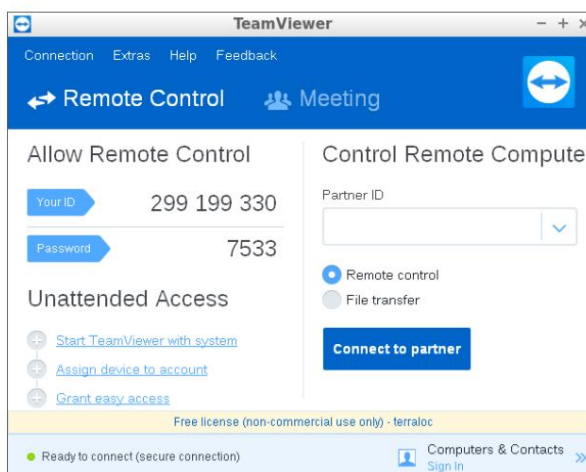 TeamViewer
Connection Extras Help Feedback
Remote Control Meeting
Allow Remote Control
Your ID 299 199 330
Password 7533
Unattended Access
Start TeamViewer with system
Assign device to account
Grant easy access
Control Remote Compute
Partner ID
Remote control
File transfer
Connect to partner
Free license (non-commercial use only) - terraloc
Ready to connect (secure connection)
Computers & Contacts
Sign In